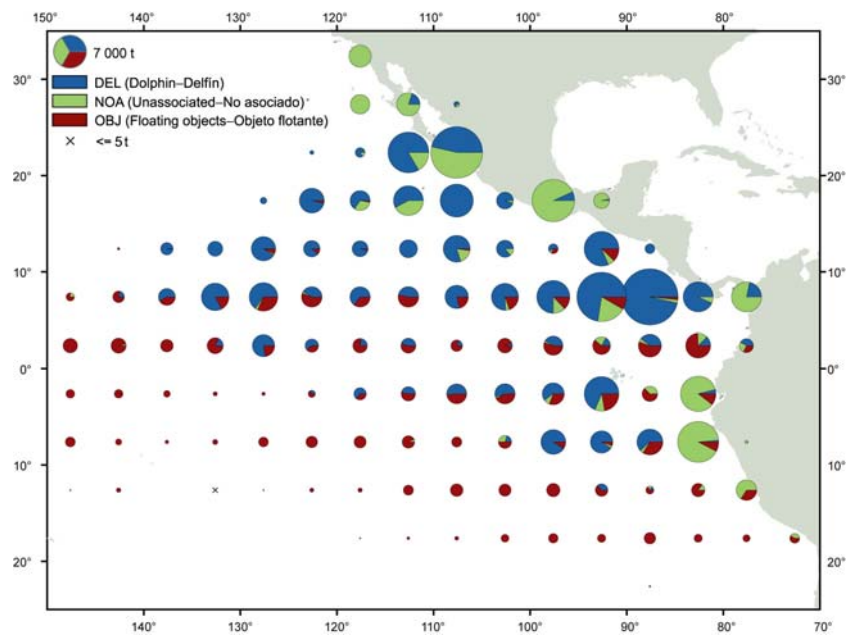 150° 140° 130° 120° 110° 100° 90° 80° 70°
7 000 t
DEL (Dolphin–Delfín)
NOA (Unassociated–No asociado)
OBJ (Floating objects–Objeto flotante)
<= 5 t
30° 30°
20° 20°
10° 10°
0° 0°
10° 10°
20° 20°
140° 130° 120° 110° 100° 90° 80° 70°